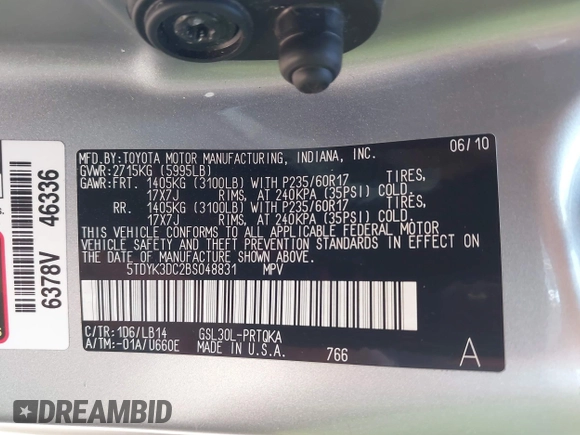 MFD.BY:TOYOTA MOTOR MANUFACTURING, INDIANA, INC. 06/10
GVWR:2715KG (5995LB)
GAWR:FRT. 1405KG (3100LB) WITH P235/60R17 TIRES,
17X7J RIMS, AT 240KPA (35PSI) COLD.
RR. 1405KG (3100LB) WITH P235/60R17 TIRES,
17X7J RIMS, AT 240KPA (35PSI) COLD.
THIS VEHICLE CONFORMS TO ALL APPLICABLE FEDERAL MOTOR
VEHICLE SAFETY AND THEFT PREVENTION STANDARDS IN EFFECT
ON THE DATE OF MANUFACTURE SHOWN ABOVE.
5TDYK3DC2BS048831 MPV
C/TR:1D6/LB14 GSL30L-PRTQKA
A/TM:-01A/U660E MADE IN U.S.A. 766 A
6378V 46336
DREAMBID